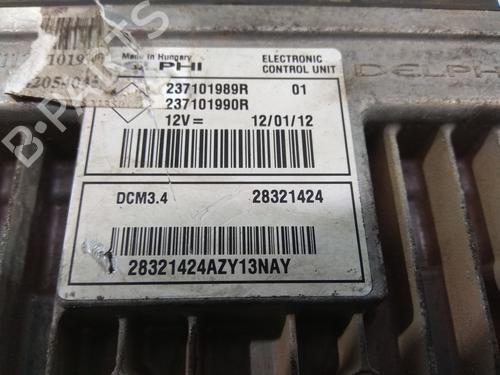 Made in Hungary
ELECTRONIC
CONTROL UNIT
DELPHI
237101989R 01
237101990R
12V= 12/01/12
DCM3.4 28321424
28321424AZY13NAY
B-PARTS